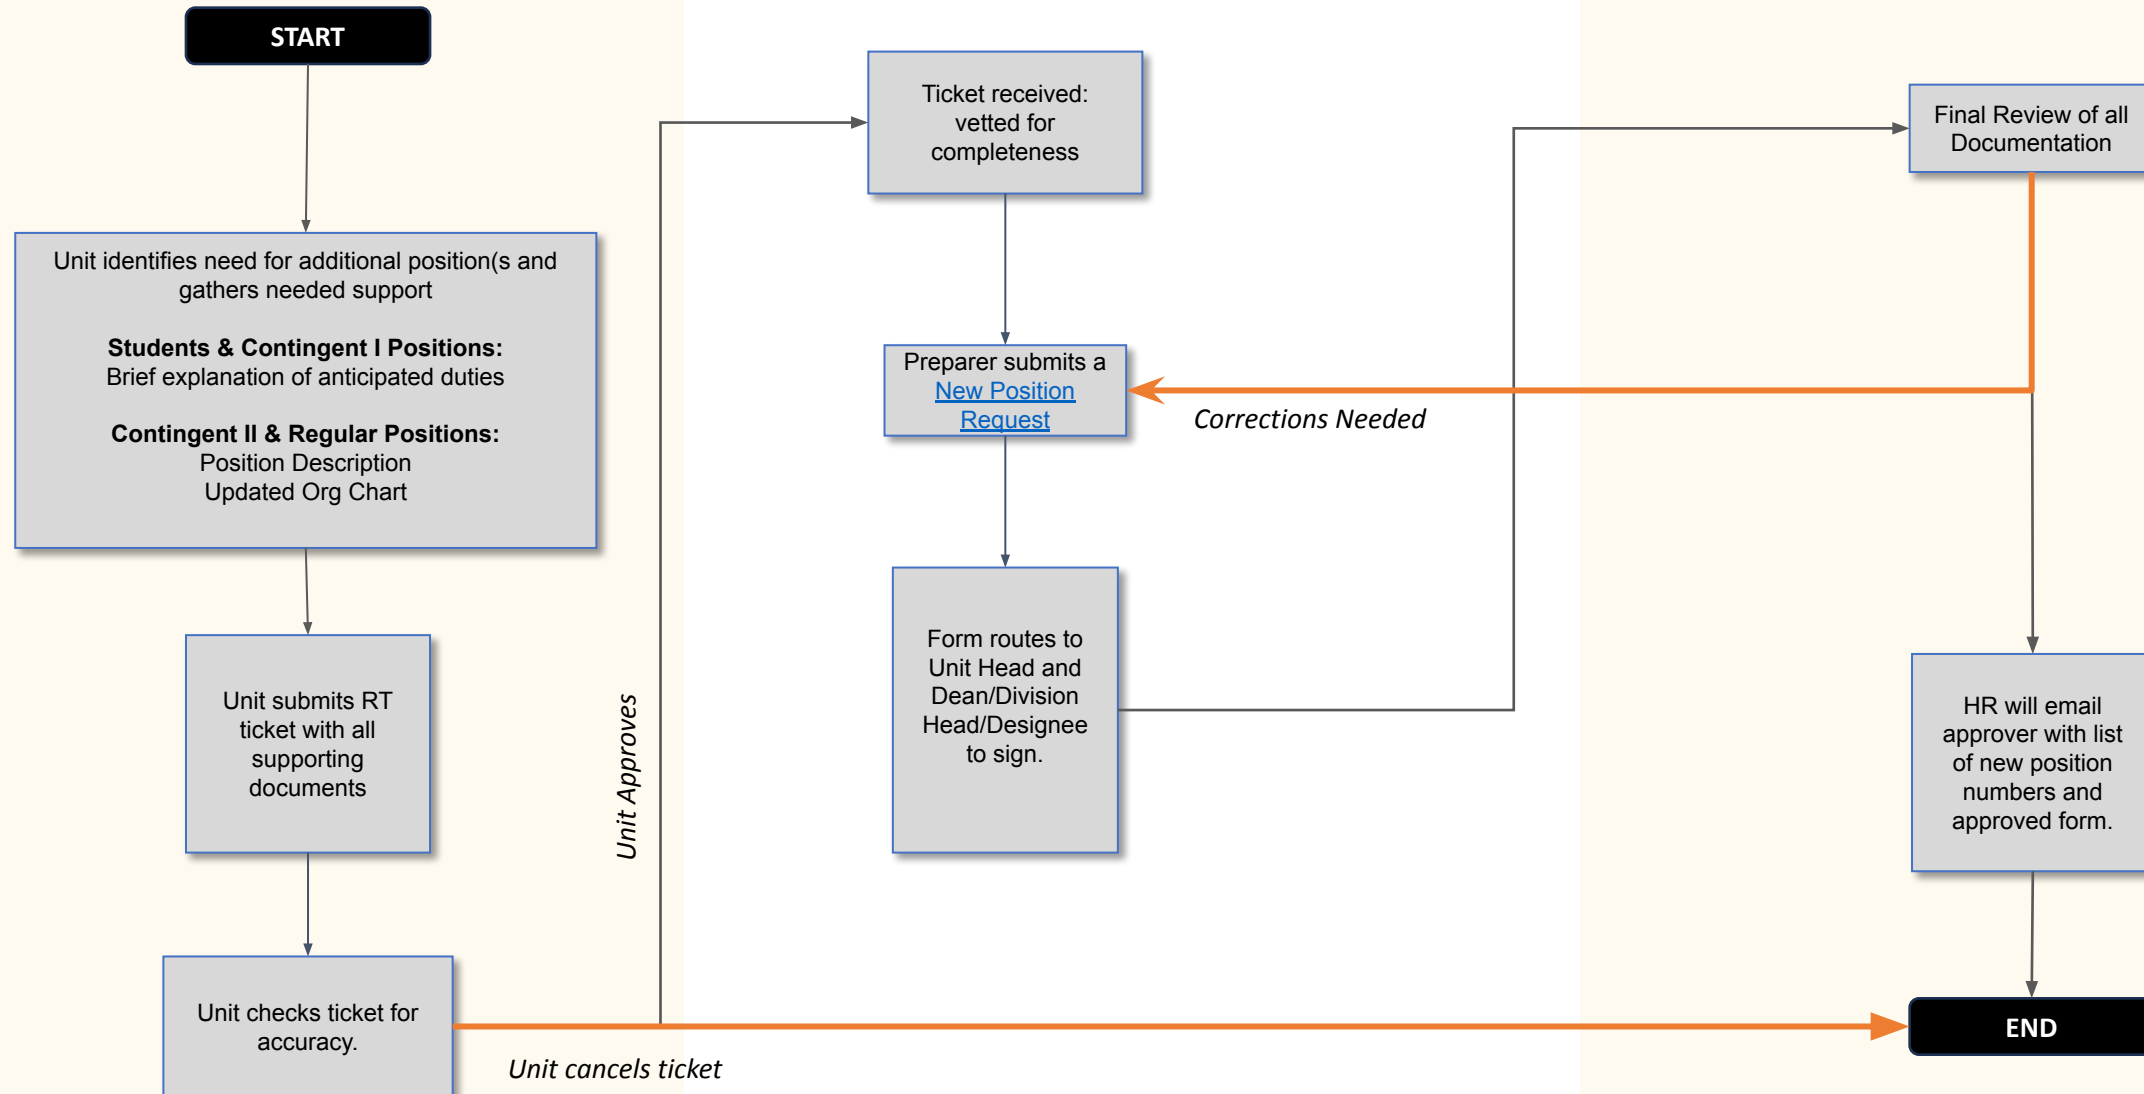 START
Unit identifies need for additional position(s and
gathers needed support
Students & Contingent I Positions:
Brief explanation of anticipated duties
Contingent II & Regular Positions:
Position Description
Updated Org Chart
Unit submits RT
ticket with all
supporting
documents
Unit checks ticket for
accuracy.
Unit cancels ticket
Unit Approves
Ticket received:
vetted for
completeness
Preparer submits a
New Position
Request
Corrections Needed
Form routes to
Unit Head and
Dean/Division
Head/Designee
to sign.
Final Review of all
Documentation
HR will email
approver with list
of new position
numbers and
approved form.
END